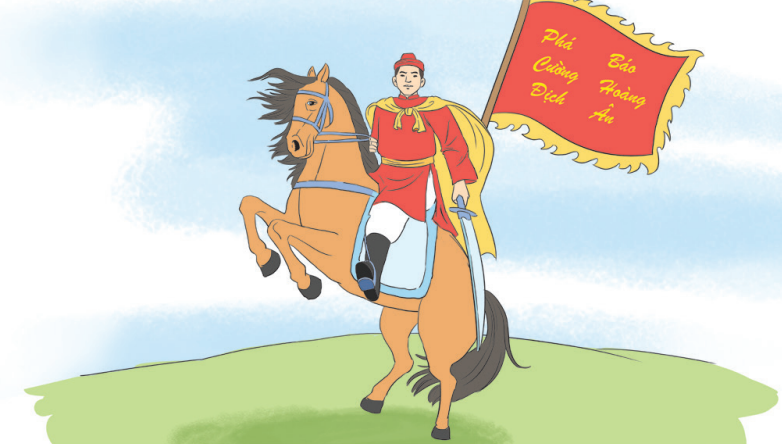 Phá
Cường
Địch
Báo
Hoàng
Ân